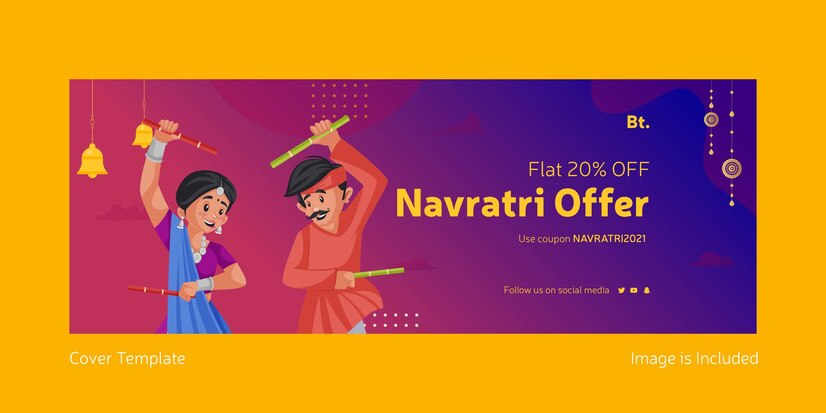 Bt.
Flat 20% OFF
Navratri Offer
Use coupon NAVRATRI2021
Follow us on social media
Cover Template
Image is Included